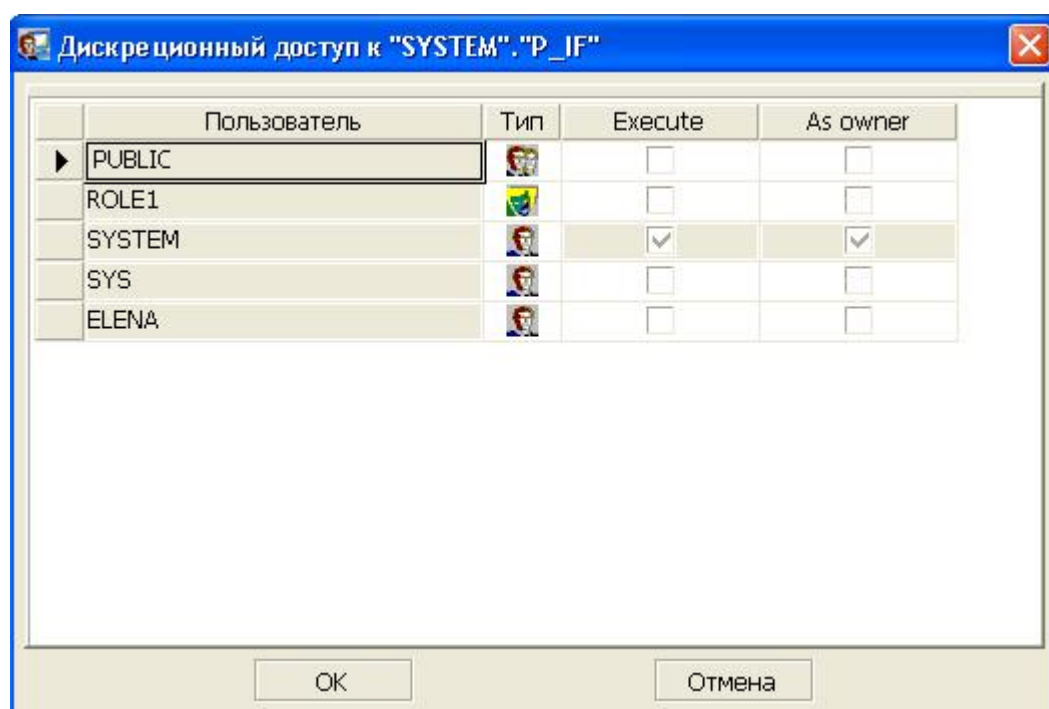 Дискреционный доступ к "SYSTEM"."P_IF"
Пользователь Тип Execute As owner
PUBLIC
ROLE1
SYSTEM
SYS
ELENA
OK Отмена